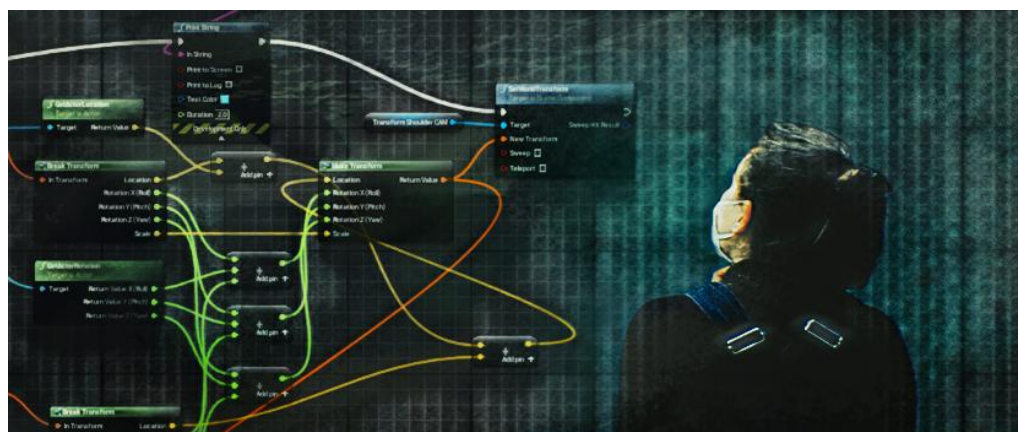 Print String
In String
Print to Screen
Print to Log
Text Color
Duration 2.0
Development Only
GetActorLocation
Target is Actor
Target Return Value
Add pin
Break Transform
In Transform Location
Rotation X (Roll)
Rotation Y (Pitch)
Rotation Z (Yaw)
Scale
Make Transform
Location Return Value
Rotation X (Roll)
Rotation Y (Pitch)
Rotation Z (Yaw)
Scale
Transform Shoulder CAM
SetWorldTransform
Target is Scene Component
Target Sweep Hit Result
New Transform
Sweep
Teleport
GetActorRotation
Target is Actor
Target Return Value X (Roll)
Return Value Y (Pitch)
Return Value Z (Yaw)
Add pin
Add pin
Add pin
Add pin
Break Transform
In Transform Location